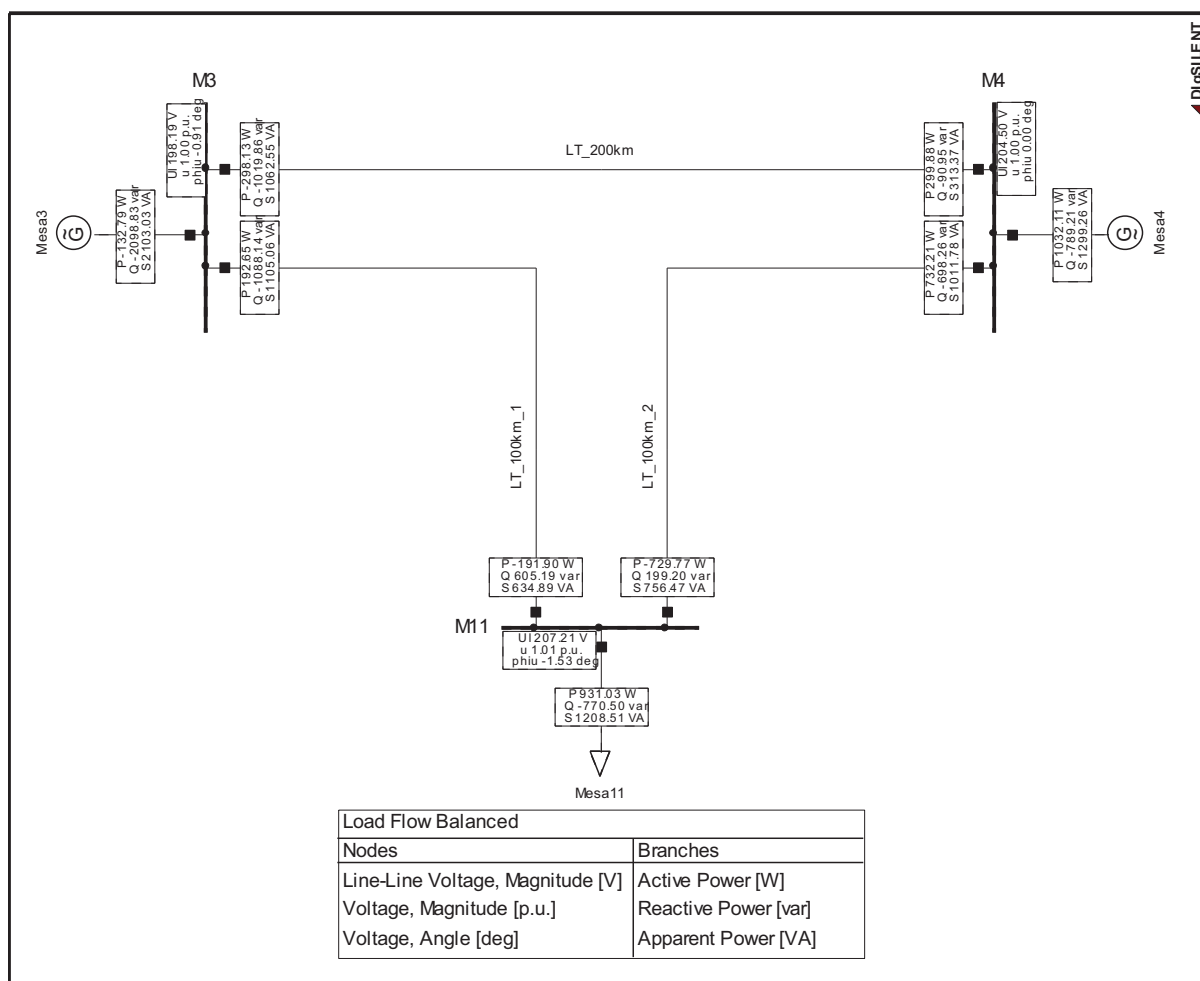 DIgSILENT
M3
M4
Ul 198.19 V
u 1.00 p.u.
phiu -0.91 deg
P -298.13 W
Q -1019.86 var
S 1062.55 VA
LT_200km
P 299.88 W
Q -90.95 var
S 313.37 VA
Ul 204.50 V
u 1.00 p.u.
phiu 0.00 deg
Mesa3
G
P -132.79 W
Q -2098.83 var
S 2103.03 VA
P 192.65 W
Q -1088.14 var
S 1105.06 VA
P 732.21 W
Q -698.26 var
S 1011.78 VA
P 1032.11 W
Q -789.21 var
S 1299.26 VA
G
Mesa4
LT_100km_1
LT_100km_2
P -191.90 W
Q 605.19 var
S 634.89 VA
P -729.77 W
Q 199.20 var
S 756.47 VA
M11
Ul 207.21 V
u 1.01 p.u.
phiu -1.53 deg
P 931.03 W
Q -770.50 var
S 1208.51 VA
Mesa11
Load Flow Balanced
Nodes
Branches
Line-Line Voltage, Magnitude [V]
Active Power [W]
Voltage, Magnitude [p.u.]
Reactive Power [var]
Voltage, Angle [deg]
Apparent Power [VA]